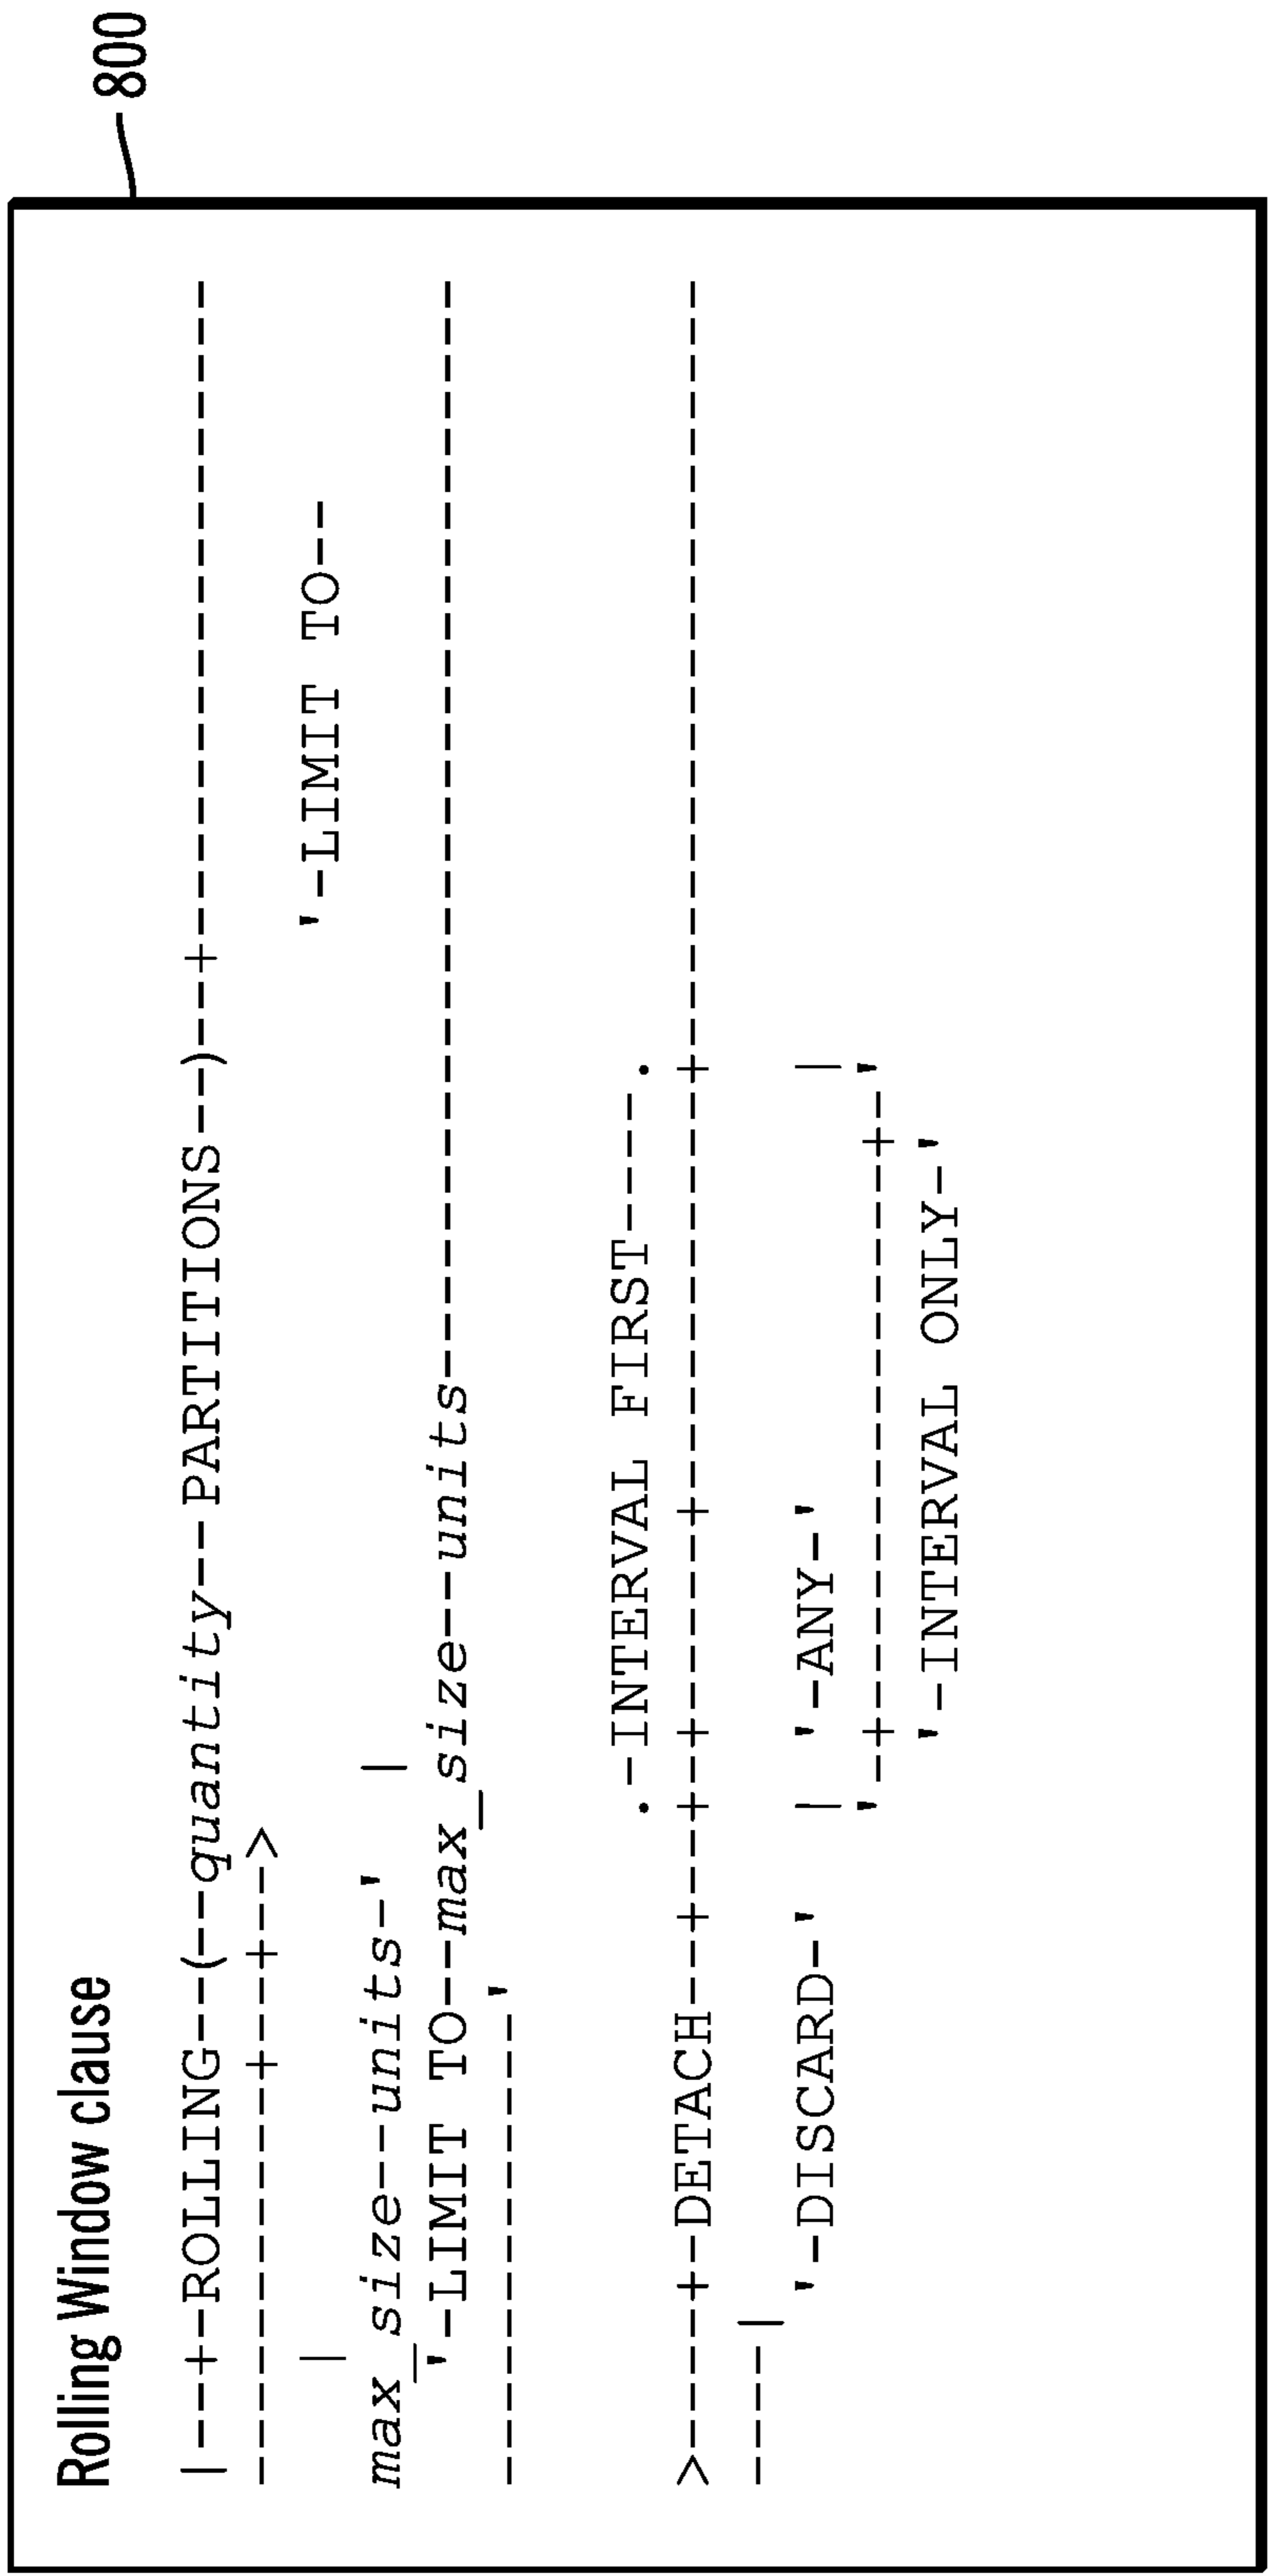 800
Rolling Window clause
|--+-ROLLING--(--quantity--PARTITIONS--)--+------------------
-----------+--+-->
| '-LIMIT TO--
max_size--units-' |
'-LIMIT TO--max_size--units------------------------------
-------------'
.-INTERVAL FIRST----.
>----+-DETACH--+--+-+-----+-----------+---------------------
----|
'-DISCARD-' | '-ANY-' |
'-+---------------+-'
'-INTERVAL ONLY-'